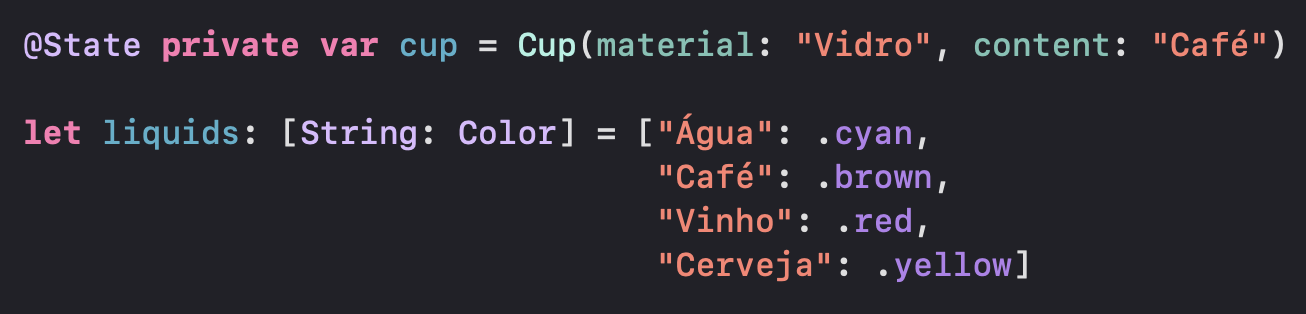 @State private var cup = Cup(material: "Vidro", content: "Café")
let liquids: [String: Color] = ["Água": .cyan,
"Café": .brown,
"Vinho": .red,
"Cerveja": .yellow]